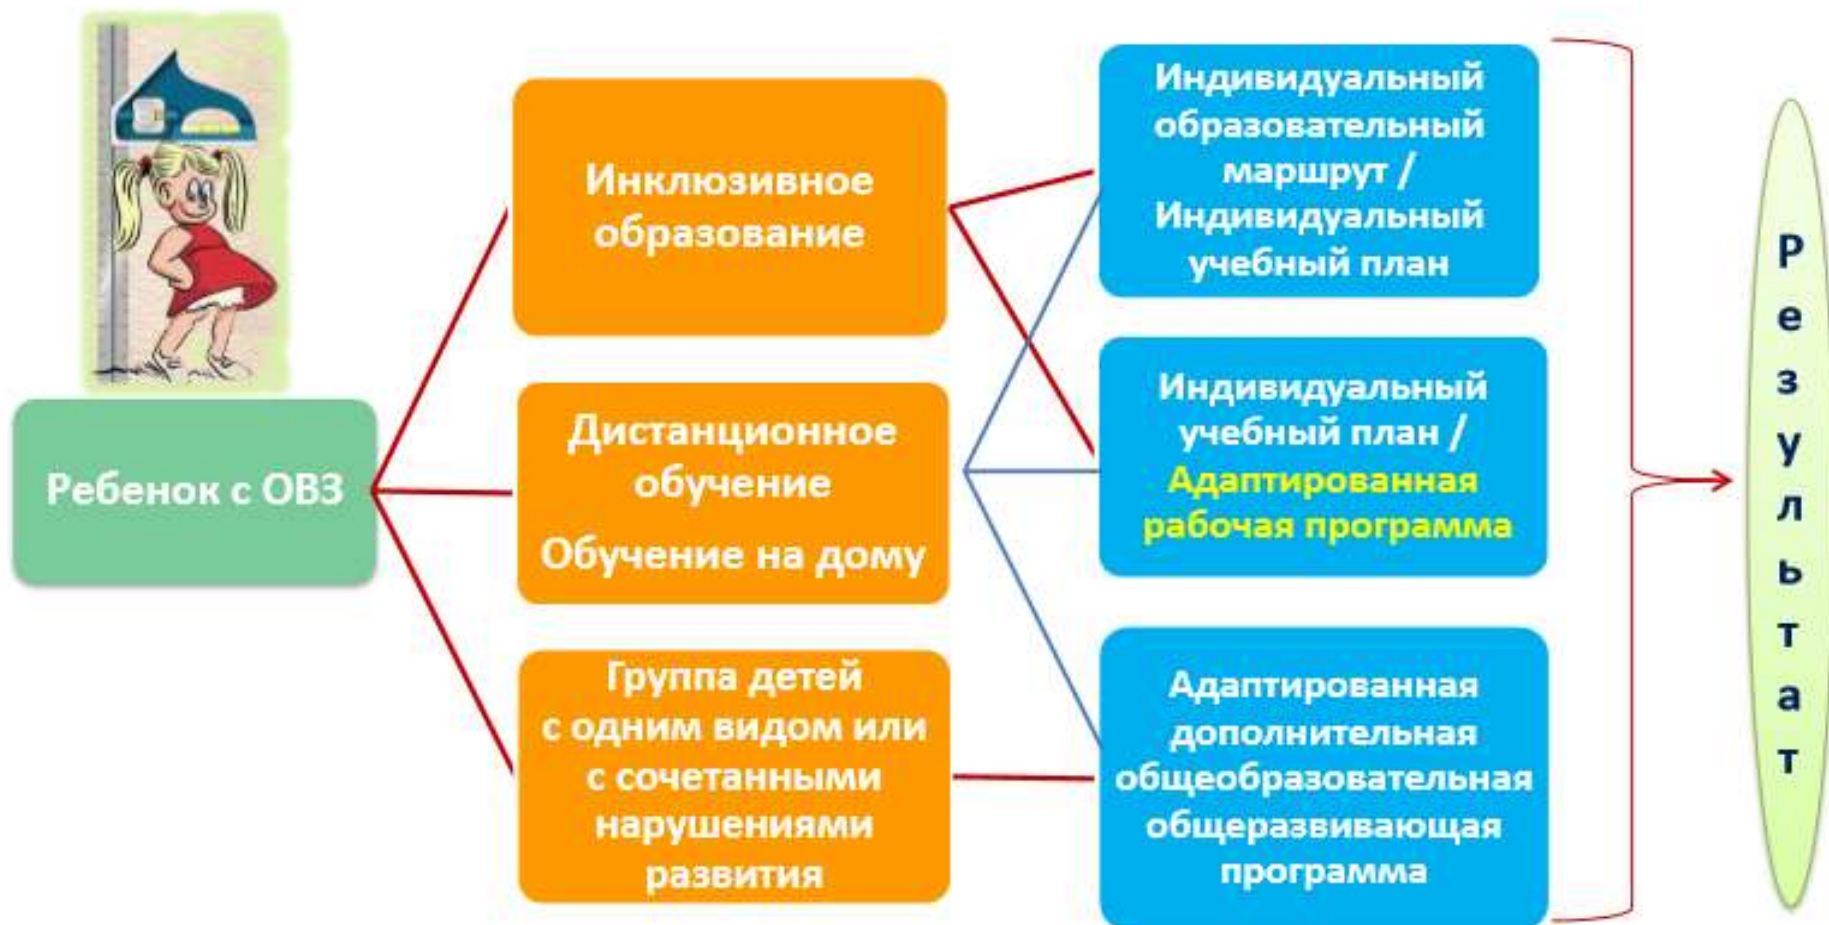 Ребенок с ОВЗ
Инклюзивное
образование
Дистанционное
обучение
Обучение на дому
Группа детей
с одним видом или
с сочетанными
нарушениями
развития
Индивидуальный
образовательный
маршрут /
Индивидуальный
учебный план
Индивидуальный
учебный план /
Адаптированная
рабочая программа
Адаптированная
дополнительная
общеобразовательная
общеразвивающая
программа
Результат